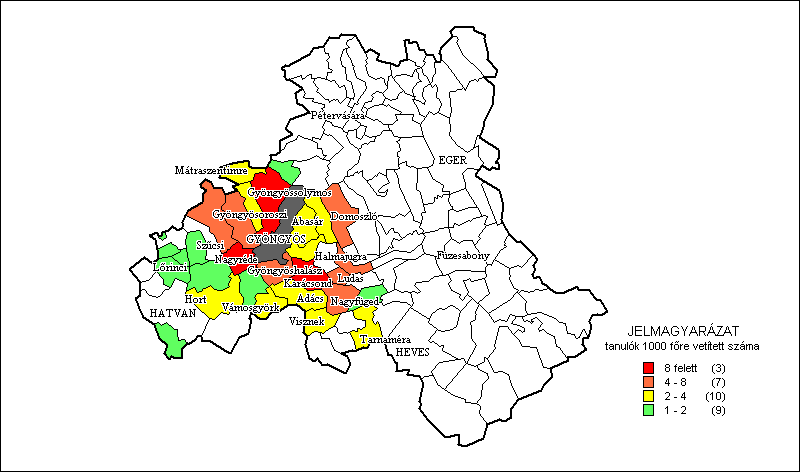 Pétervására
EGER
Mátraszentimre
Gyöngyössolymos
Gyöngyösoroszi
Abasár
Domoszló
GYÖNGYÖS
Szűcsi
Nagyréde
Halmajugra
Füzesabony
Lőrinci
Gyöngyöshalász
Ludas
Karácsond
Hort
Adács
Nagyfüged
HATVAN
Vámosgyörk
Visznek
Tarnaméra
HEVES
JELMAGYARÁZAT
tanulók 1000 főre vetített száma
8 felett (3)
4 - 8 (7)
2 - 4 (10)
1 - 2 (9)